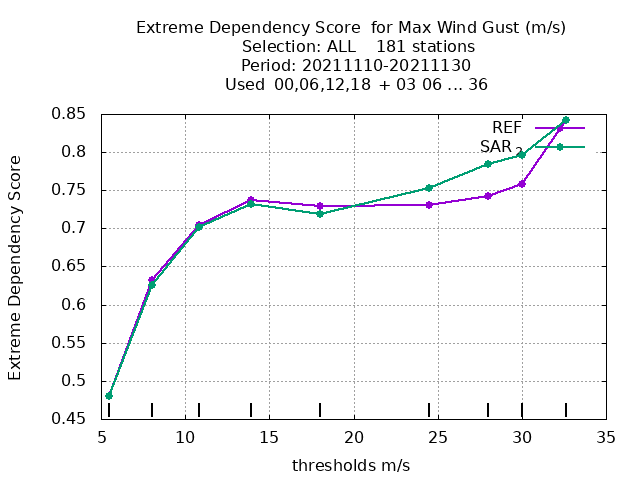 Extreme Dependency Score  for Max Wind Gust (m/s)
Selection: ALL    181 stations
Period: 20211110-20211130
Used  00,06,12,18  + 03 06 ... 36
Extreme Dependency Score
0.85
0.8
0.75
0.7
0.65
0.6
0.55
0.5
0.45
REF
SAR 2
5
10
15
20
25
30
35
thresholds m/s